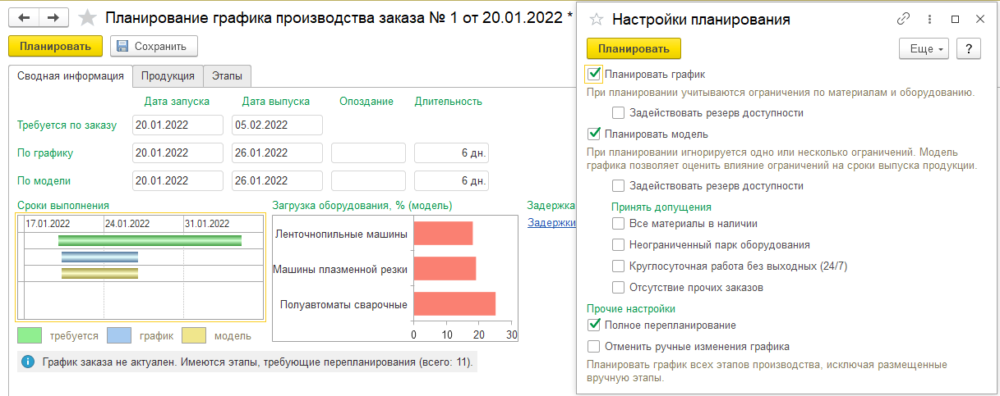 Планирование графика производства заказа № 1 от 20.01.2022 *
Планировать
Сохранить
Сводная информация
Продукция
Этапы
Дата запуска Дата выпуска Опоздание Длительность
Требуется по заказу 20.01.2022 05.02.2022
По графику 20.01.2022 26.01.2022 6 дн.
По модели 20.01.2022 26.01.2022 6 дн.
Сроки выполнения
17.01.2022 24.01.2022 31.01.2022
требуется график модель
Загрузка оборудования, % (модель)
Ленточнопильные машины
Машины плазменной резки
Полуавтоматы сварочные
0 10 20 30
Задержка
Задержки
График заказа не актуален. Имеются этапы, требующие перепланирования (всего: 11).
Настройки планирования
Планировать
Еще
?
Планировать график
При планировании учитываются ограничения по материалам и оборудованию.
Задействовать резерв доступности
Планировать модель
При планировании игнорируется одно или несколько ограничений. Модель
графика позволяет оценить влияние ограничений на сроки выпуска продукции.
Задействовать резерв доступности
Принять допущения
Все материалы в наличии
Неограниченный парк оборудования
Круглосуточная работа без выходных (24/7)
Отсутствие прочих заказов
Прочие настройки
Полное перепланирование
Отменить ручные изменения графика
Планировать график всех этапов производства, исключая размещенные
вручную этапы.